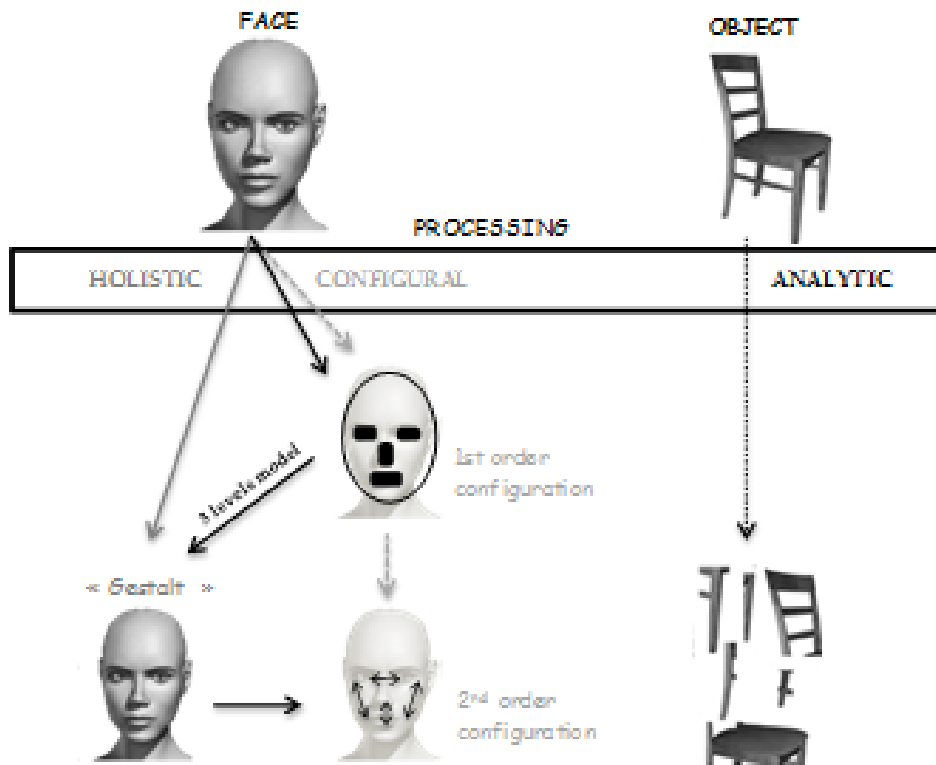 FACE
OBJECT
PROCESSING
HOLISTIC
CONFIGURAL
ANALYTIC
1st order
configuration
3 levels model
« Gestalt »
2nd order
configuration